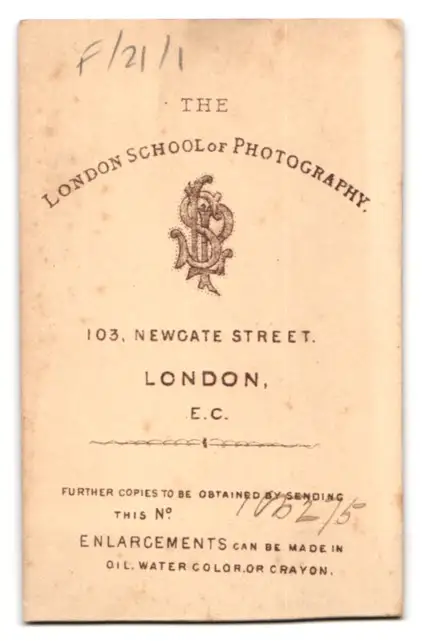 F/21/1
THE
LONDON SCHOOL OF PHOTOGRAPHY.
103, NEWGATE STREET.
LONDON,
E.C.
FURTHER COPIES TO BE OBTAINED BY SENDING
THIS No.
ENLARGEMENTS CAN BE MADE IN
OIL, WATER COLOR, OR CRAYON.